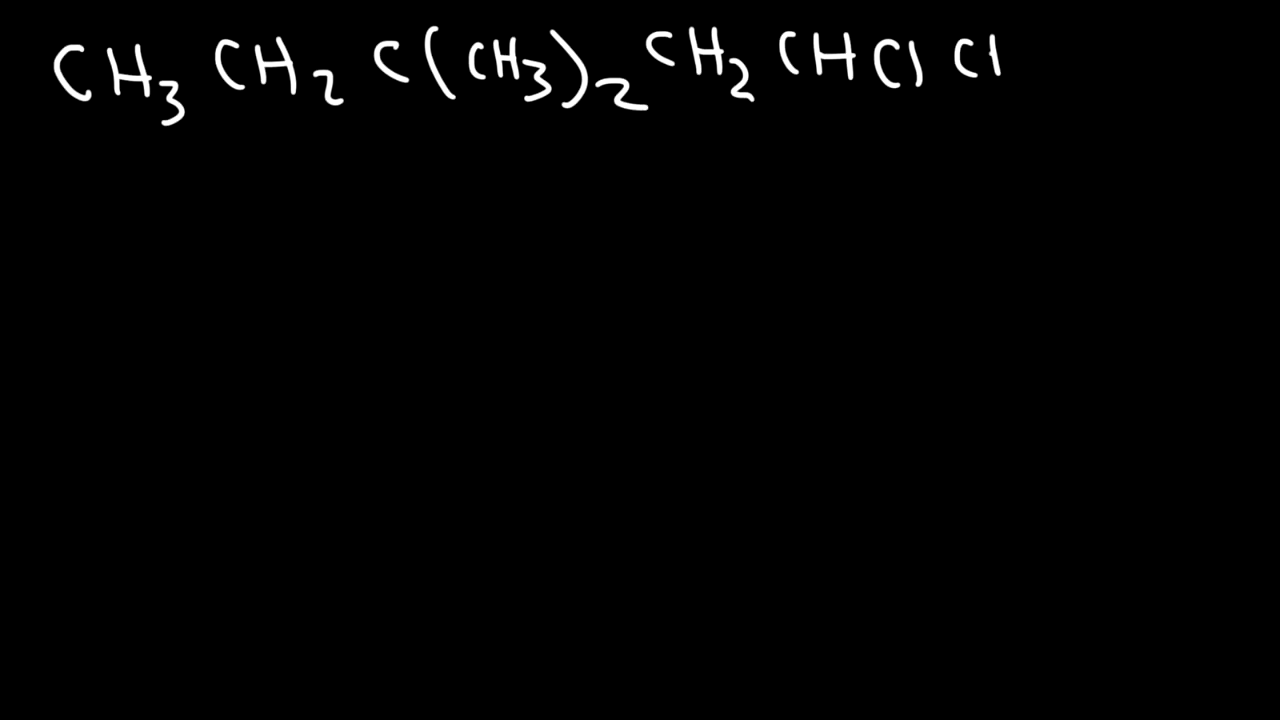 CH₃ CH₂ C(CH₃)₂ CH₂ CHCl Cl